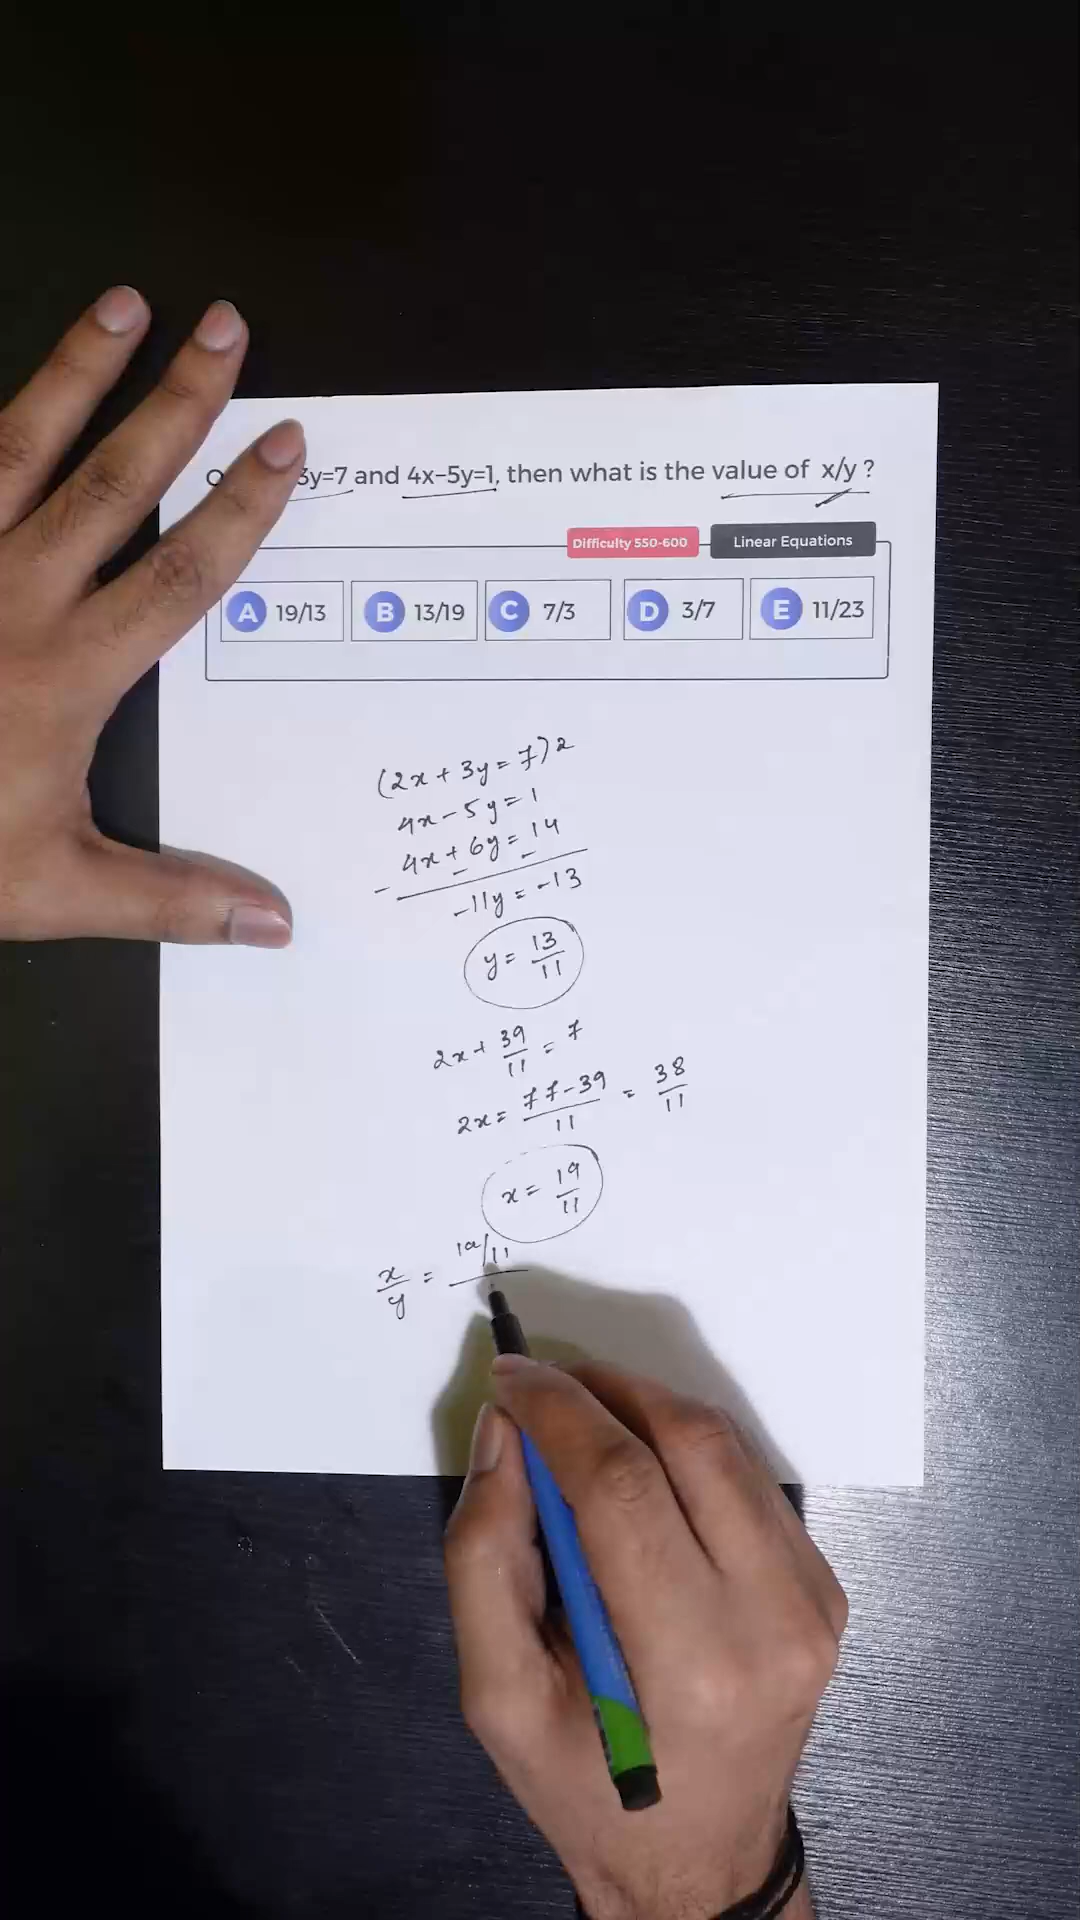 Q 3y=7 and 4x-5y=1, then what is the value of x/y ?
Difficulty 550-600 Linear Equations
A 19/13 B 13/19 C 7/3 D 3/7 E 11/23
(2x + 3y = 7) 2
4x - 5y = 1
4x + 6y = 14
- - -
-11y = -13
y = 13/11
2x + 39/11 = 7
2x = 77-39/11 = 38/11
x = 19/11
x/y = 19/11